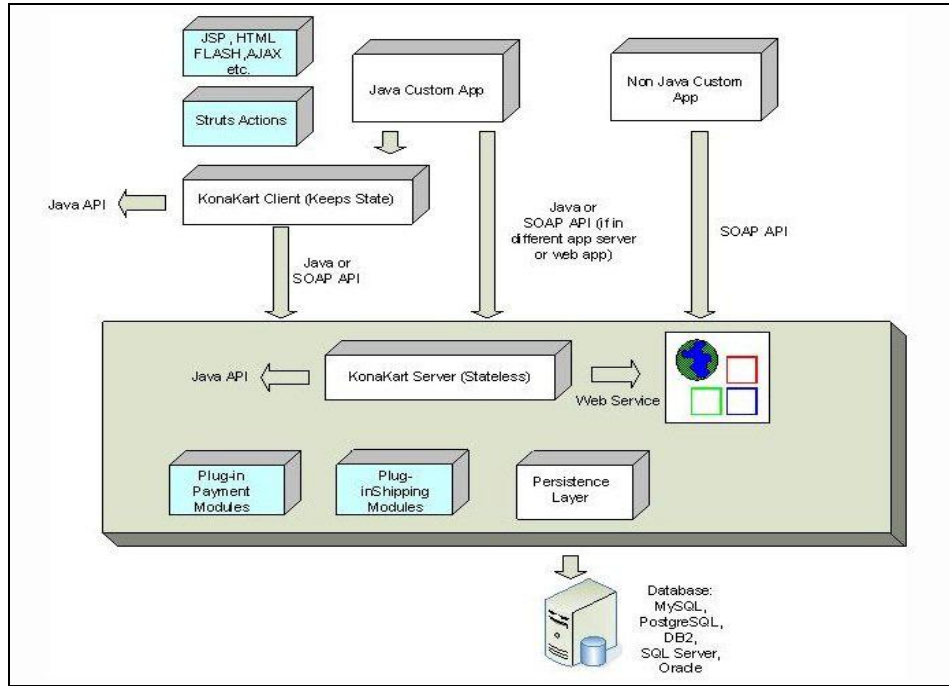 JSP , HTML
FLASH ,AJAX
etc.
Struts Actions
Java Custom App
Non Java Custom
App
KonaKart Client (Keeps State)
Java API
Java or
SOAP API
Java or
SOAP API (if in
different app server
or web app)
SOAP API
Java API
KonaKart Server (Stateless)
Web Service
Plug-in
Payment
Modules
Plug-
inShipping
Modules
Persistence
Layer
Database:
MySQL,
PostgreSQL,
DB2,
SQL Server,
Oracle